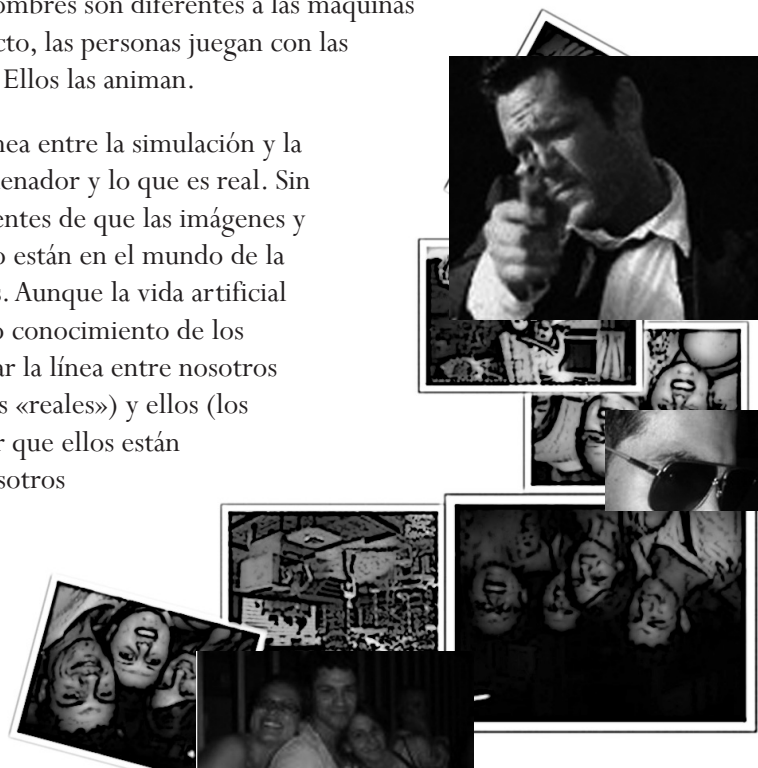 ombres son diferentes a las máquinas
cto, las personas juegan con las
Ellos las animan.
nea entre la simulación y la
enador y lo que es real. Sin
entes de que las imágenes y
o están en el mundo de la
s. Aunque la vida artificial
o conocimiento de los
ar la línea entre nosotros
s «reales») y ellos (los
r que ellos están
sotros